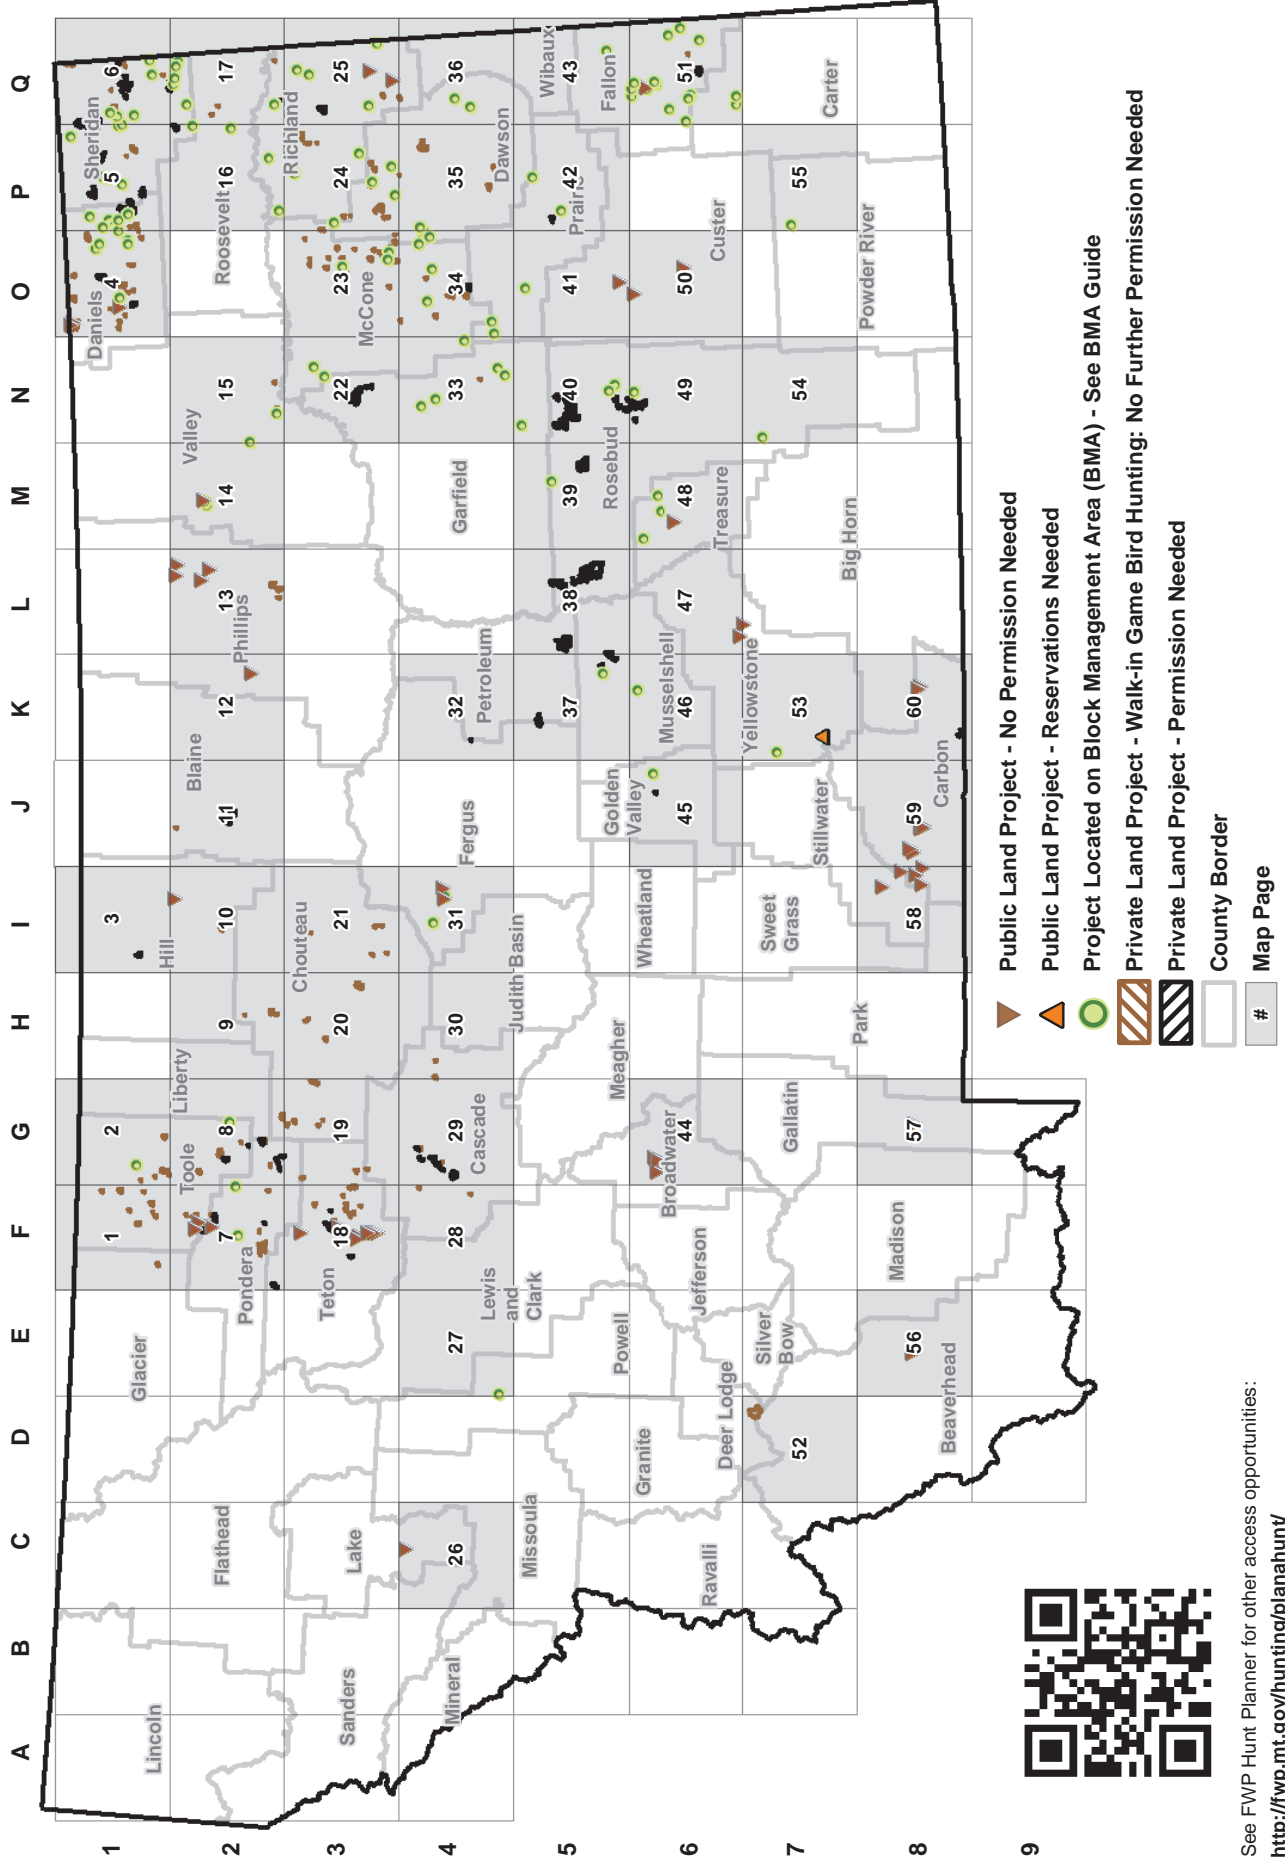 A B C D E F G H I J K L M N O P Q
1
2
3
4
5
6
7
8
9
1 2 3 4 5 6
7 8 9 10 11 12 13 14 15 16 17
18 19 20 21 22 23 24 25
26 27 28 29 30 31 32 33 34 35 36
37 38 39 40 41 42 43
44 45 46 47 48 49 50 51
52 53 54 55
56 57 58 59 60
Lincoln
Flathead
Glacier
Toole
Liberty
Hill
Blaine
Phillips
Valley
Daniels
Sheridan
Roosevelt
Sanders
Lake
Pondera
Teton
Chouteau
McCone
Richland
Mineral
Missoula
Lewis
and
Clark
Cascade
Judith Basin
Fergus
Petroleum
Garfield
Dawson
Prairie
Wibaux
Powell
Granite
Meagher
Broadwater
Jefferson
Wheatland
Golden
Valley
Musselshell
Rosebud
Treasure
Custer
Fallon
Ravalli
Deer Lodge
Silver
Bow
Gallatin
Park
Sweet
Grass
Stillwater
Yellowstone
Big Horn
Powder River
Carter
Beaverhead
Madison
Carbon
Public Land Project - No Permission Needed
Public Land Project - Reservations Needed
Project Located on Block Management Area (BMA) - See BMA Guide
Private Land Project - Walk-in Game Bird Hunting: No Further Permission Needed
Private Land Project - Permission Needed
County Border
# Map Page
See FWP Hunt Planner for other access opportunities:
http://fwp.mt.gov/hunting/planahunt/